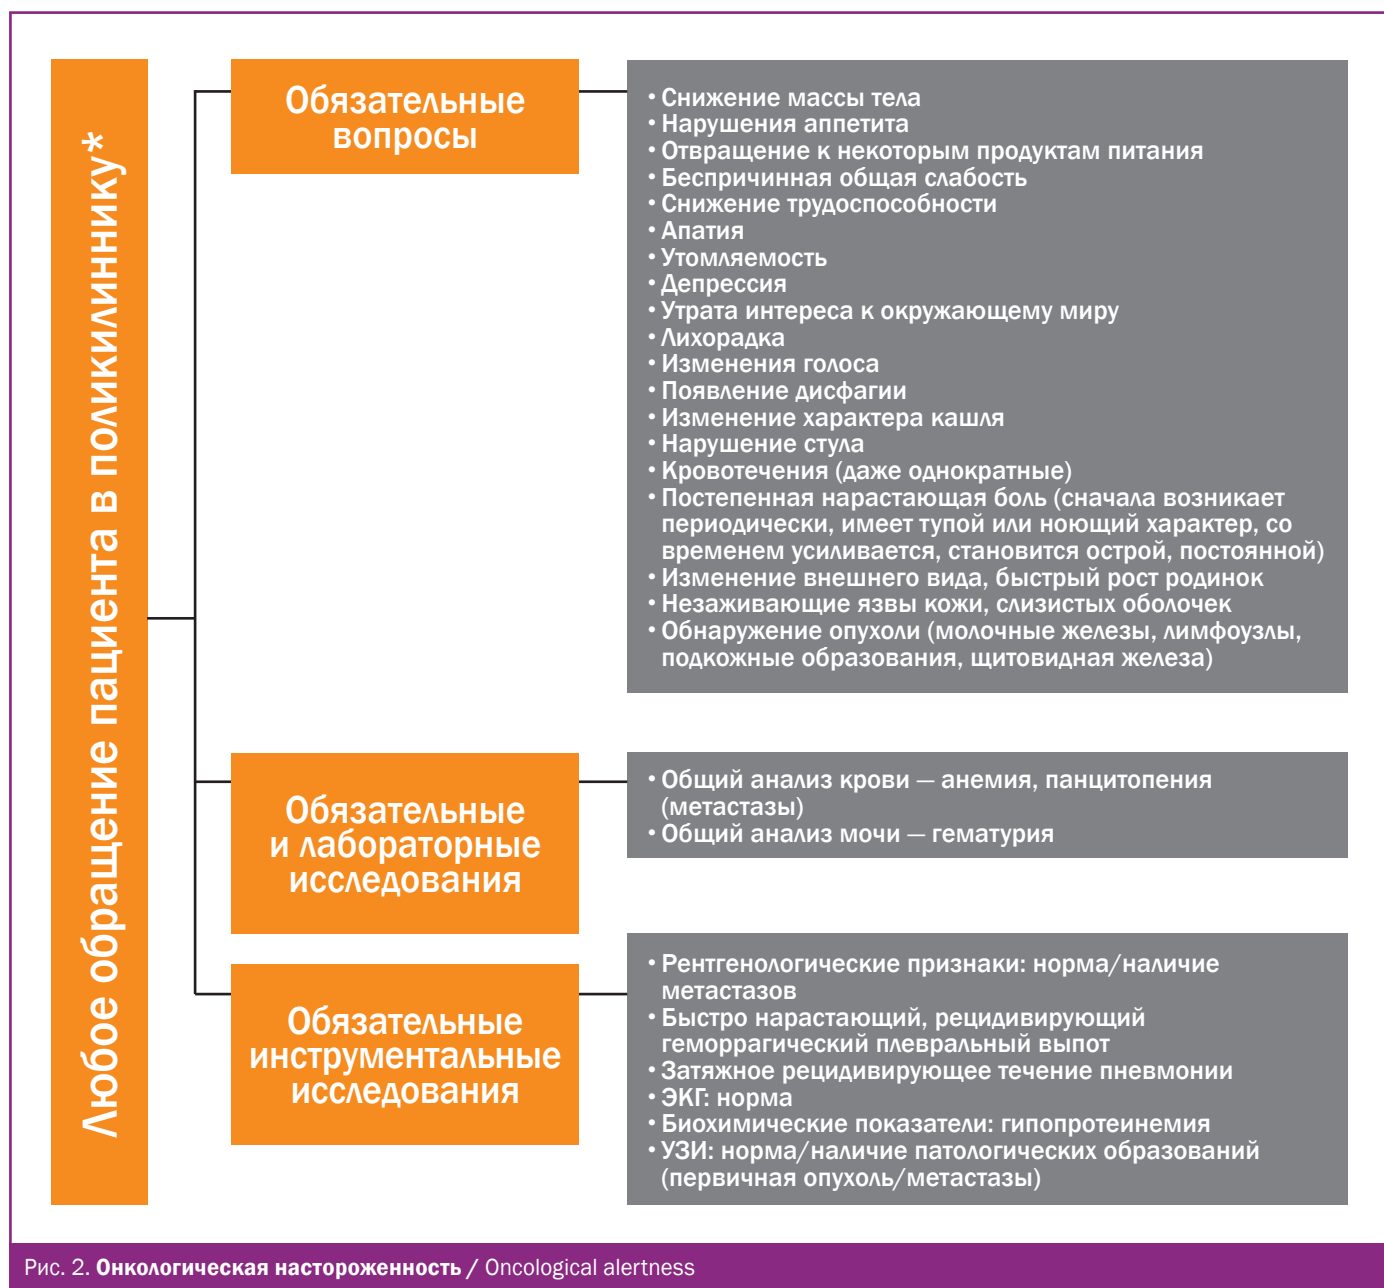 Любое обращение пациента в поликилиннику*
Обязательные
вопросы
• Снижение массы тела
• Нарушения аппетита
• Отвращение к некоторым продуктам питания
• Беспричинная общая слабость
• Снижение трудоспособности
• Апатия
• Утомляемость
• Депрессия
• Утрата интереса к окружающему миру
• Лихорадка
• Изменения голоса
• Появление дисфагии
• Изменение характера кашля
• Нарушение стула
• Кровотечения (даже однократные)
• Постепенная нарастающая боль (сначала возникает
периодически, имеет тупой или ноющий характер, со
временем усиливается, становится острой, постоянной)
• Изменение внешнего вида, быстрый рост родинок
• Незаживающие язвы кожи, слизистых оболочек
• Обнаружение опухоли (молочные железы, лимфоузлы,
подкожные образования, щитовидная железа)
Обязательные
и лабораторные
исследования
• Общий анализ крови — анемия, панцитопения
(метастазы)
• Общий анализ мочи — гематурия
Обязательные
инструментальные
исследования
• Рентгенологические признаки: норма/наличие
метастазов
• Быстро нарастающий, рецидивирующий
геморрагический плевральный выпот
• Затяжное рецидивирующее течение пневмонии
• ЭКГ: норма
• Биохимические показатели: гипопротеинемия
• УЗИ: норма/наличие патологических образований
(первичная опухоль/метастазы)
Рис. 2. Онкологическая настороженность / Oncological alertness